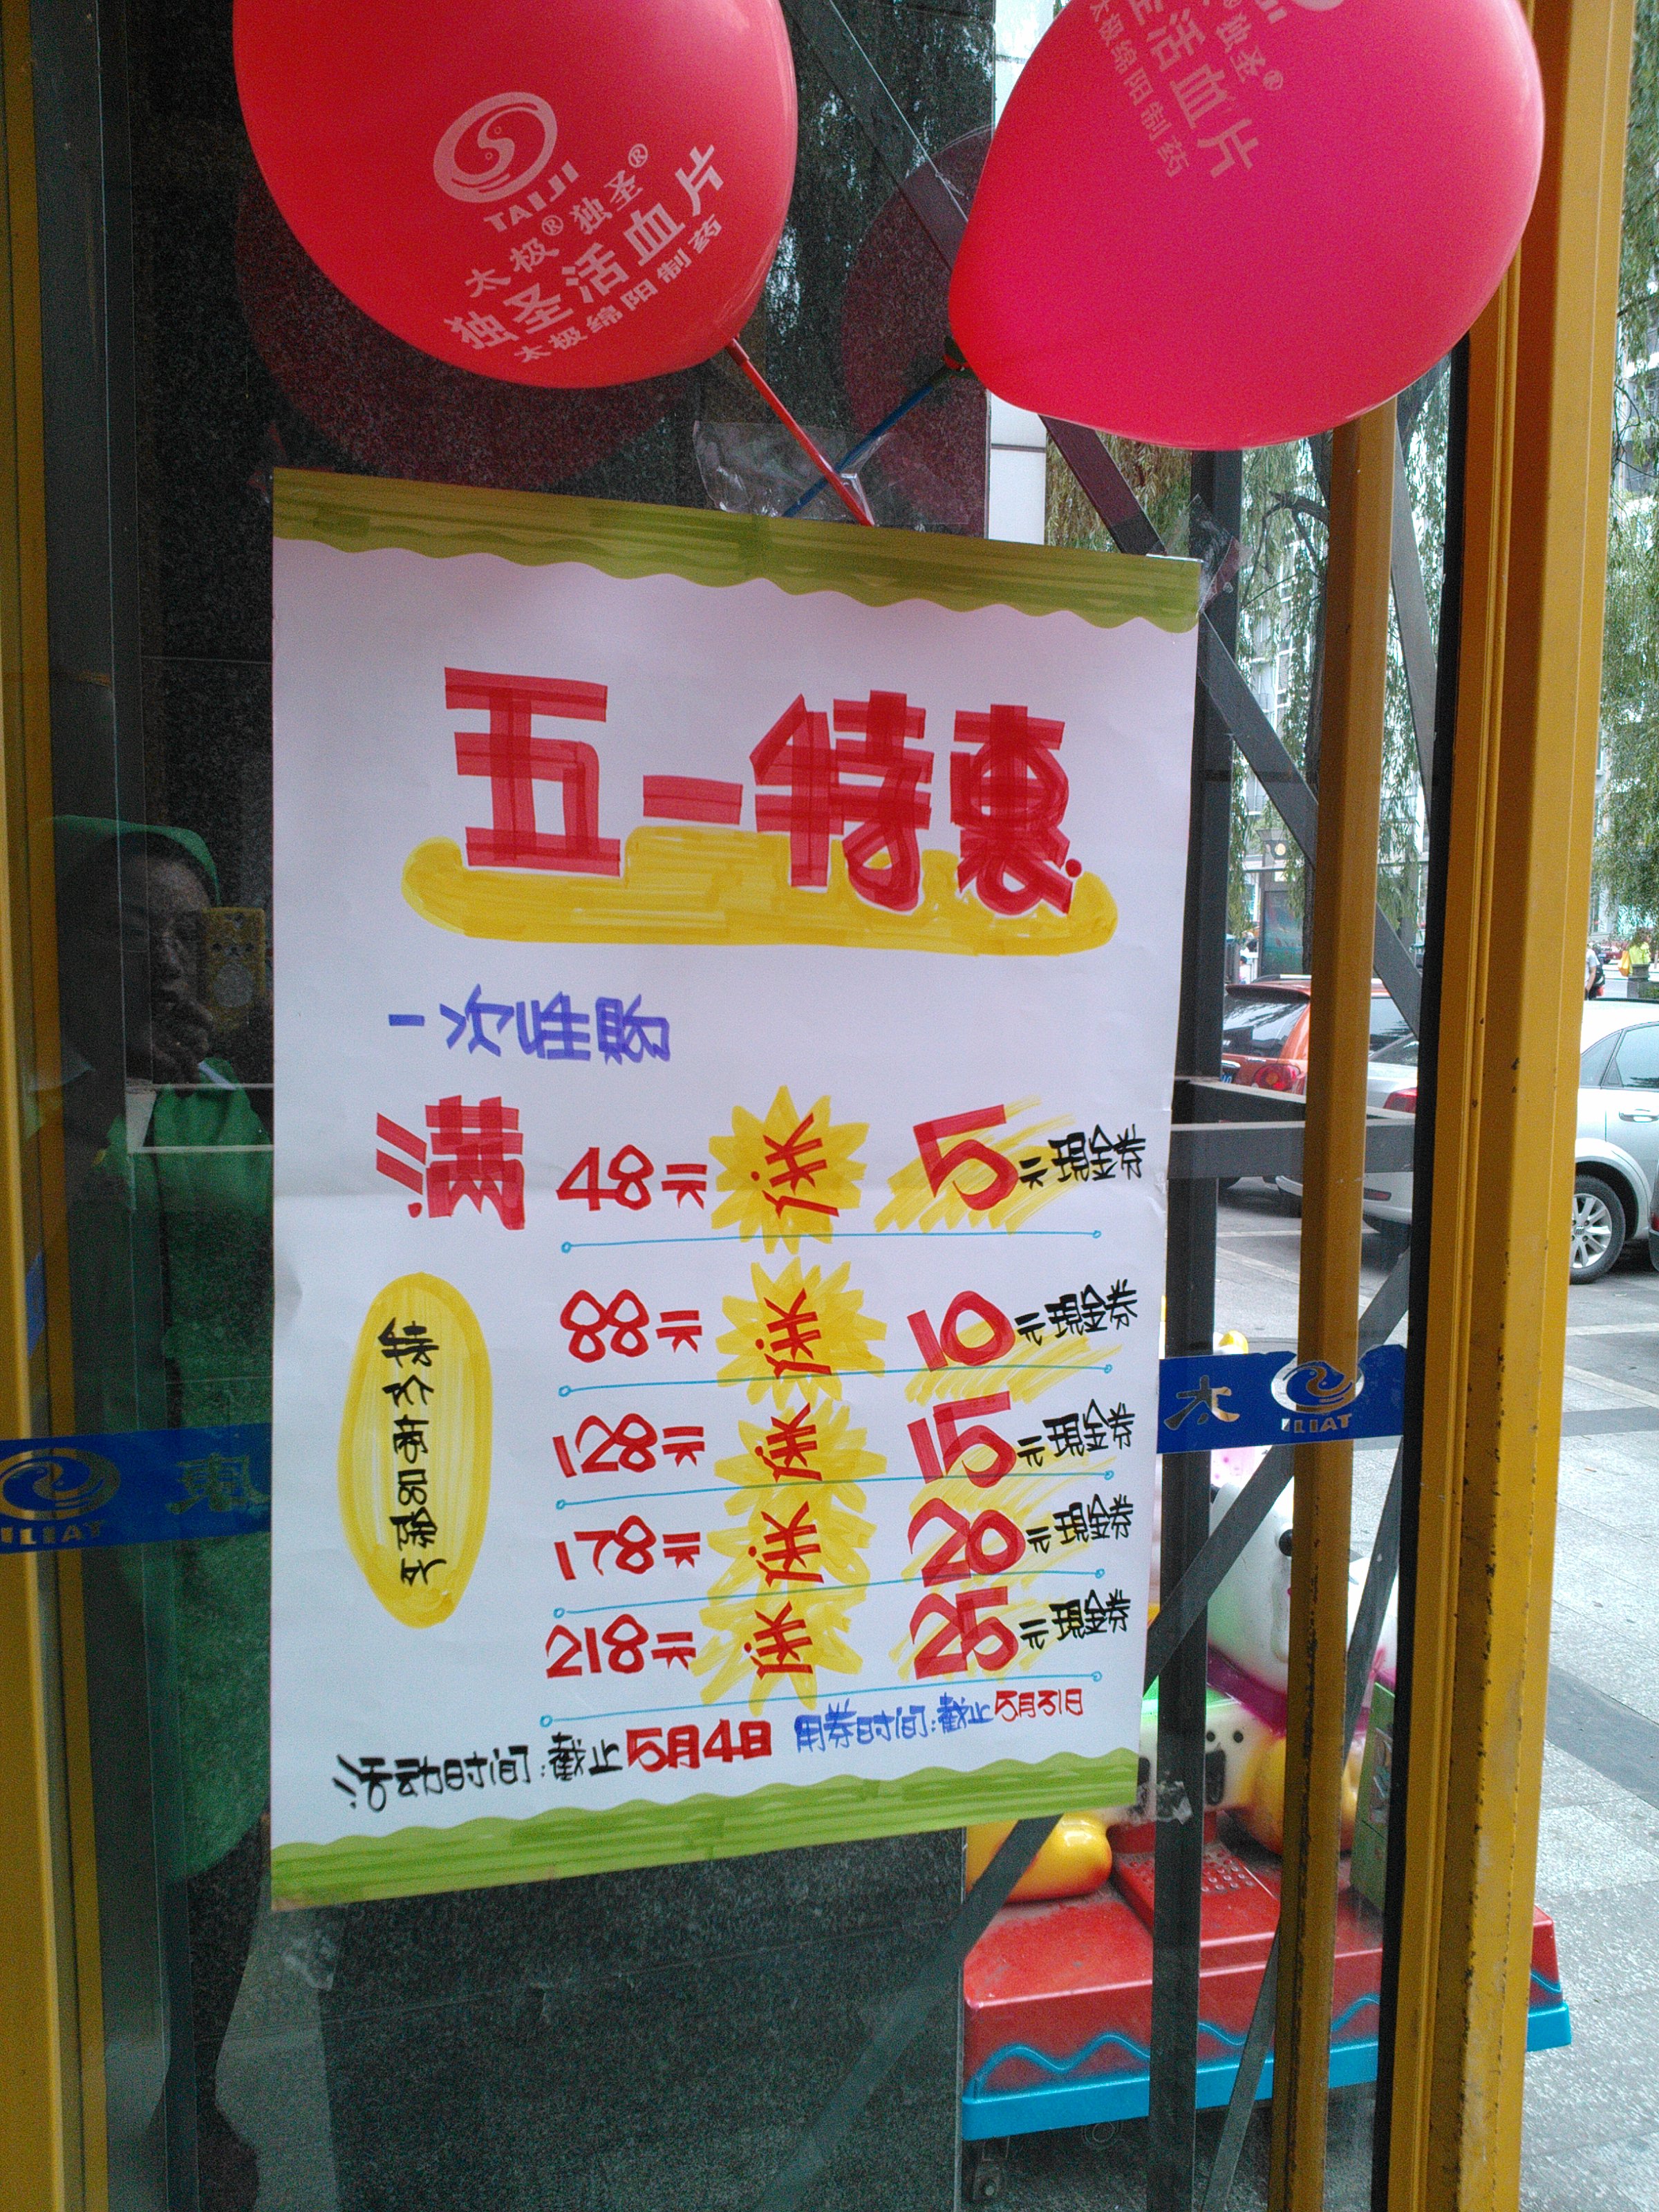 TAIJI
太极®独圣®
独圣活血片
太极绵阳制药
独圣®
活血片
太极绵阳制药
五一特惠
一次性购
满 48元 送 5元现金券
88元 送 10元现金券
128元 送 15元现金券
178元 送 20元现金券
218元 送 25元现金券
特价商品除外
活动时间:截止5月4日 用券时间:截止5月31日
太